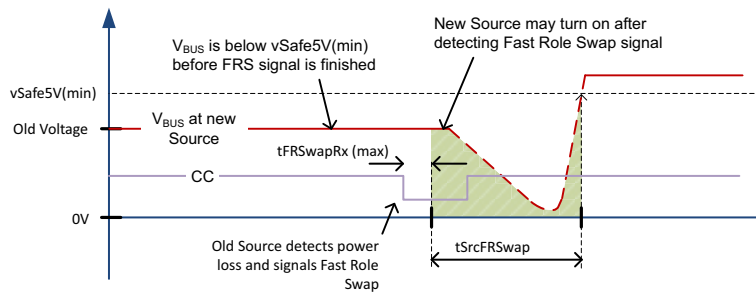 V_BUS is below vSafe5V(min)
before FRS signal is finished
New Source may turn on after
detecting Fast Role Swap signal
vSafe5V(min)
Old Voltage
V_BUS at new
Source
tFRSwapRx (max)
CC
0V
Old Source detects power
loss and signals Fast Role
Swap
tSrcFRSwap